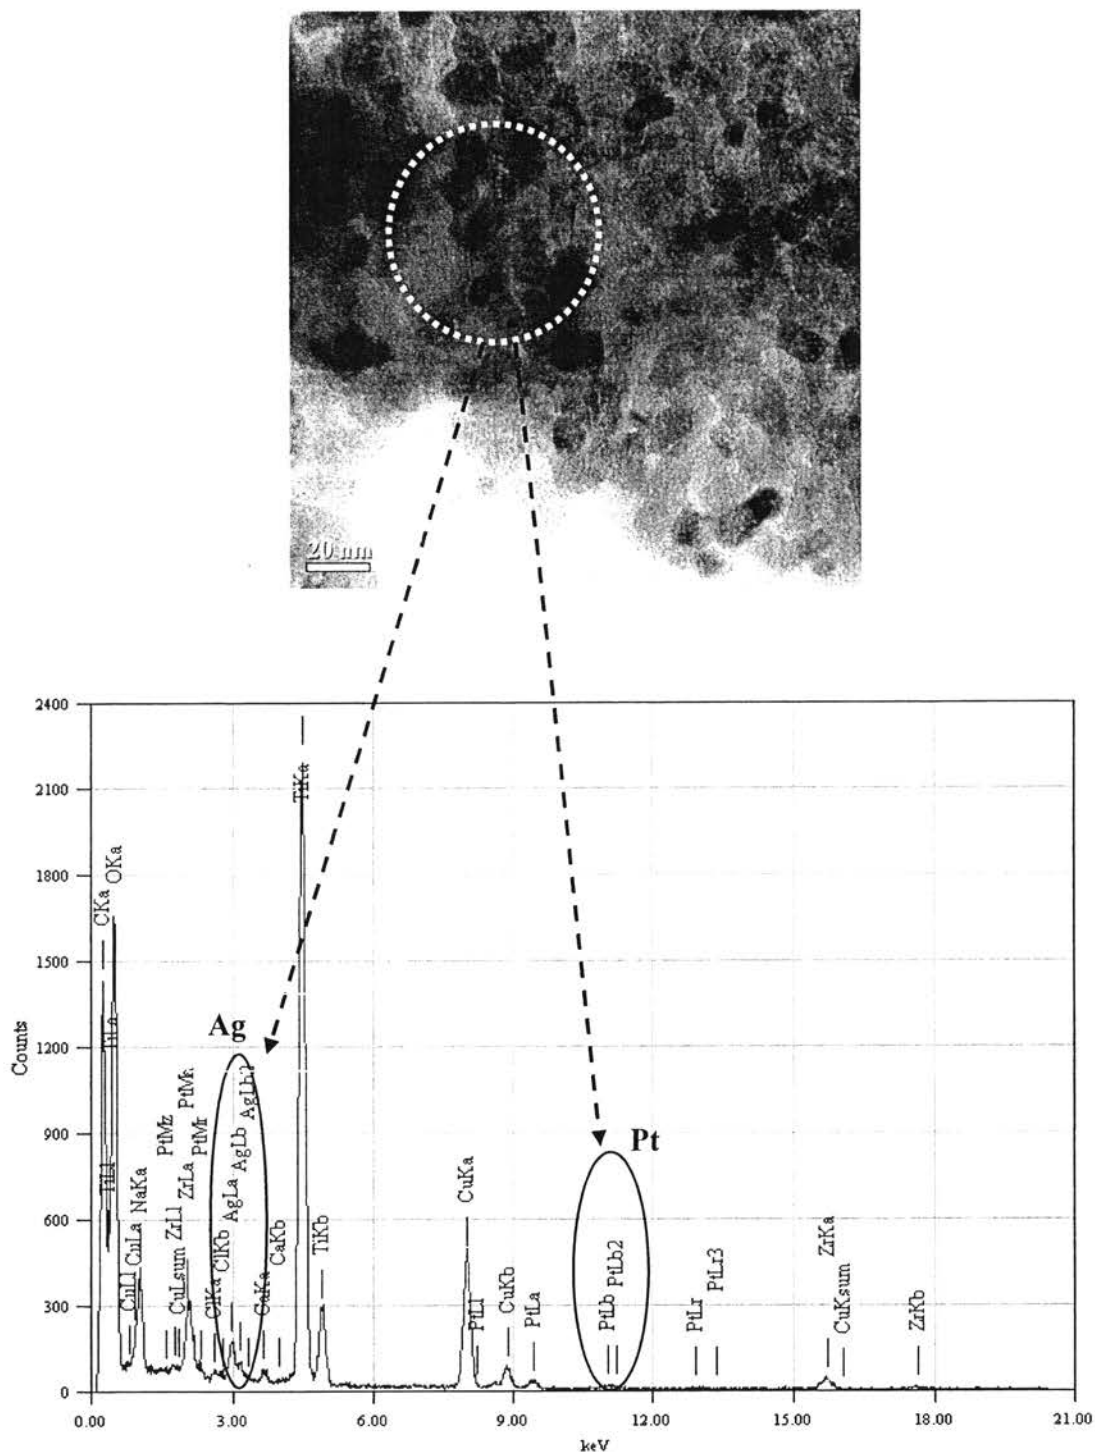 20 nm
2400
2100
1800
1500
1200
900
600
300
0
Counts
0.00
3.00
6.00
9.00
12.00
15.00
18.00
21.00
keV
Ag
Pt
CKa
OKa
TiLa
TiLl
CuLl
CuLa
NaKa
PtMz
CuLsum
ZrLl
ZrLa
PtMa
PtMr
ClKa
ClKb
AgLa
AgLb
AgLb2
CaKa
CaKb
TiKa
TiKb
CuKa
PtLl
CuKb
PtLa
PtLb
PtLb2
PtLr
PtLr3
ZrKa
CuKsum
ZrKb